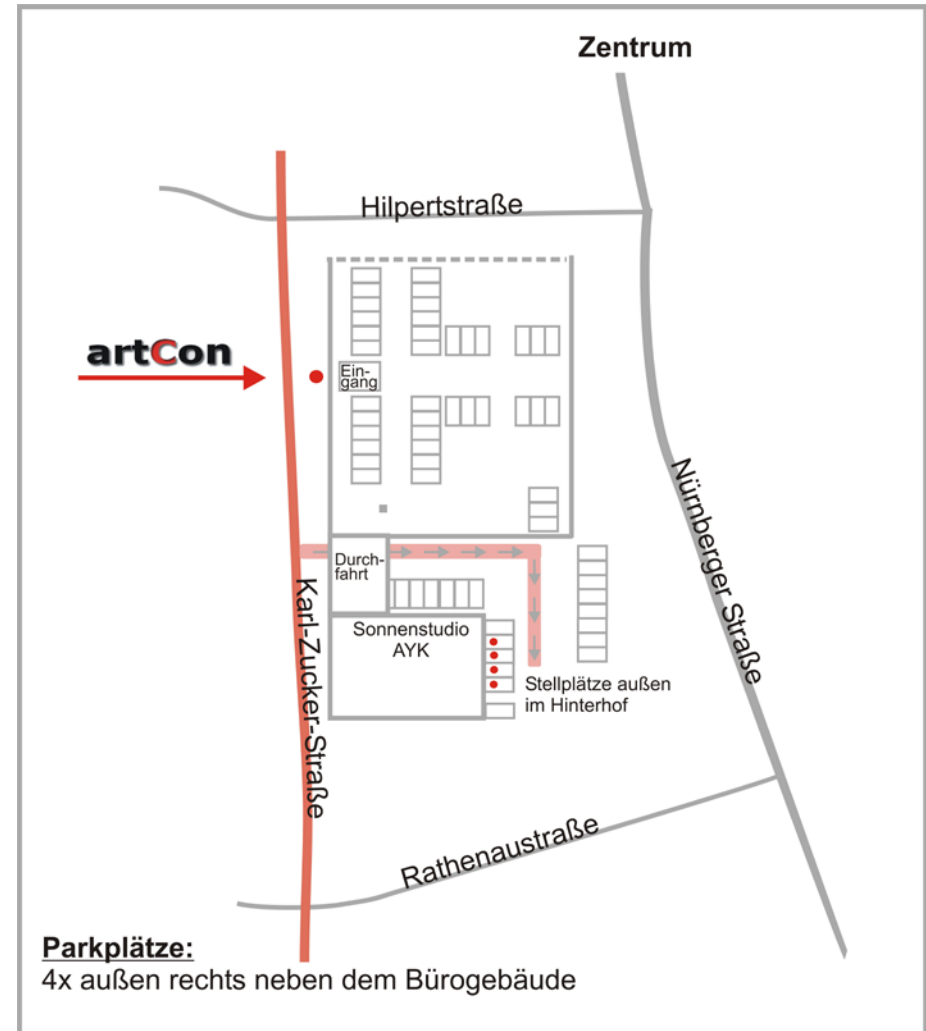 Zentrum
Hilpertstraße
artCon
Ein-
gang
Nürnberger Straße
Durch-
fahrt
Karl-Zucker-Straße
Sonnenstudio
AYK
Stellplätze außen
im Hinterhof
Rathenaustraße
Parkplätze:
4x außen rechts neben dem Bürogebäude